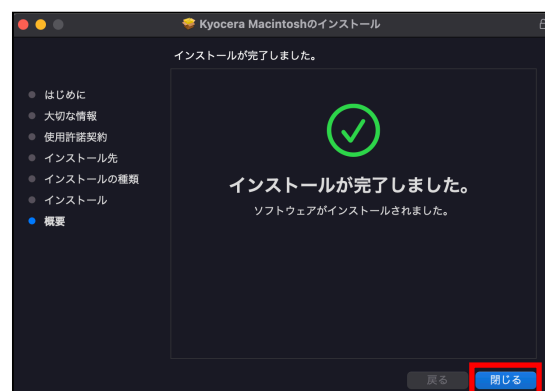 Kyocera Macintoshのインストール
インストールが完了しました。
はじめに
大切な情報
使用許諾契約
インストール先
インストールの種類
インストール
概要
インストールが完了しました。
ソフトウェアがインストールされました。
戻る
閉じる